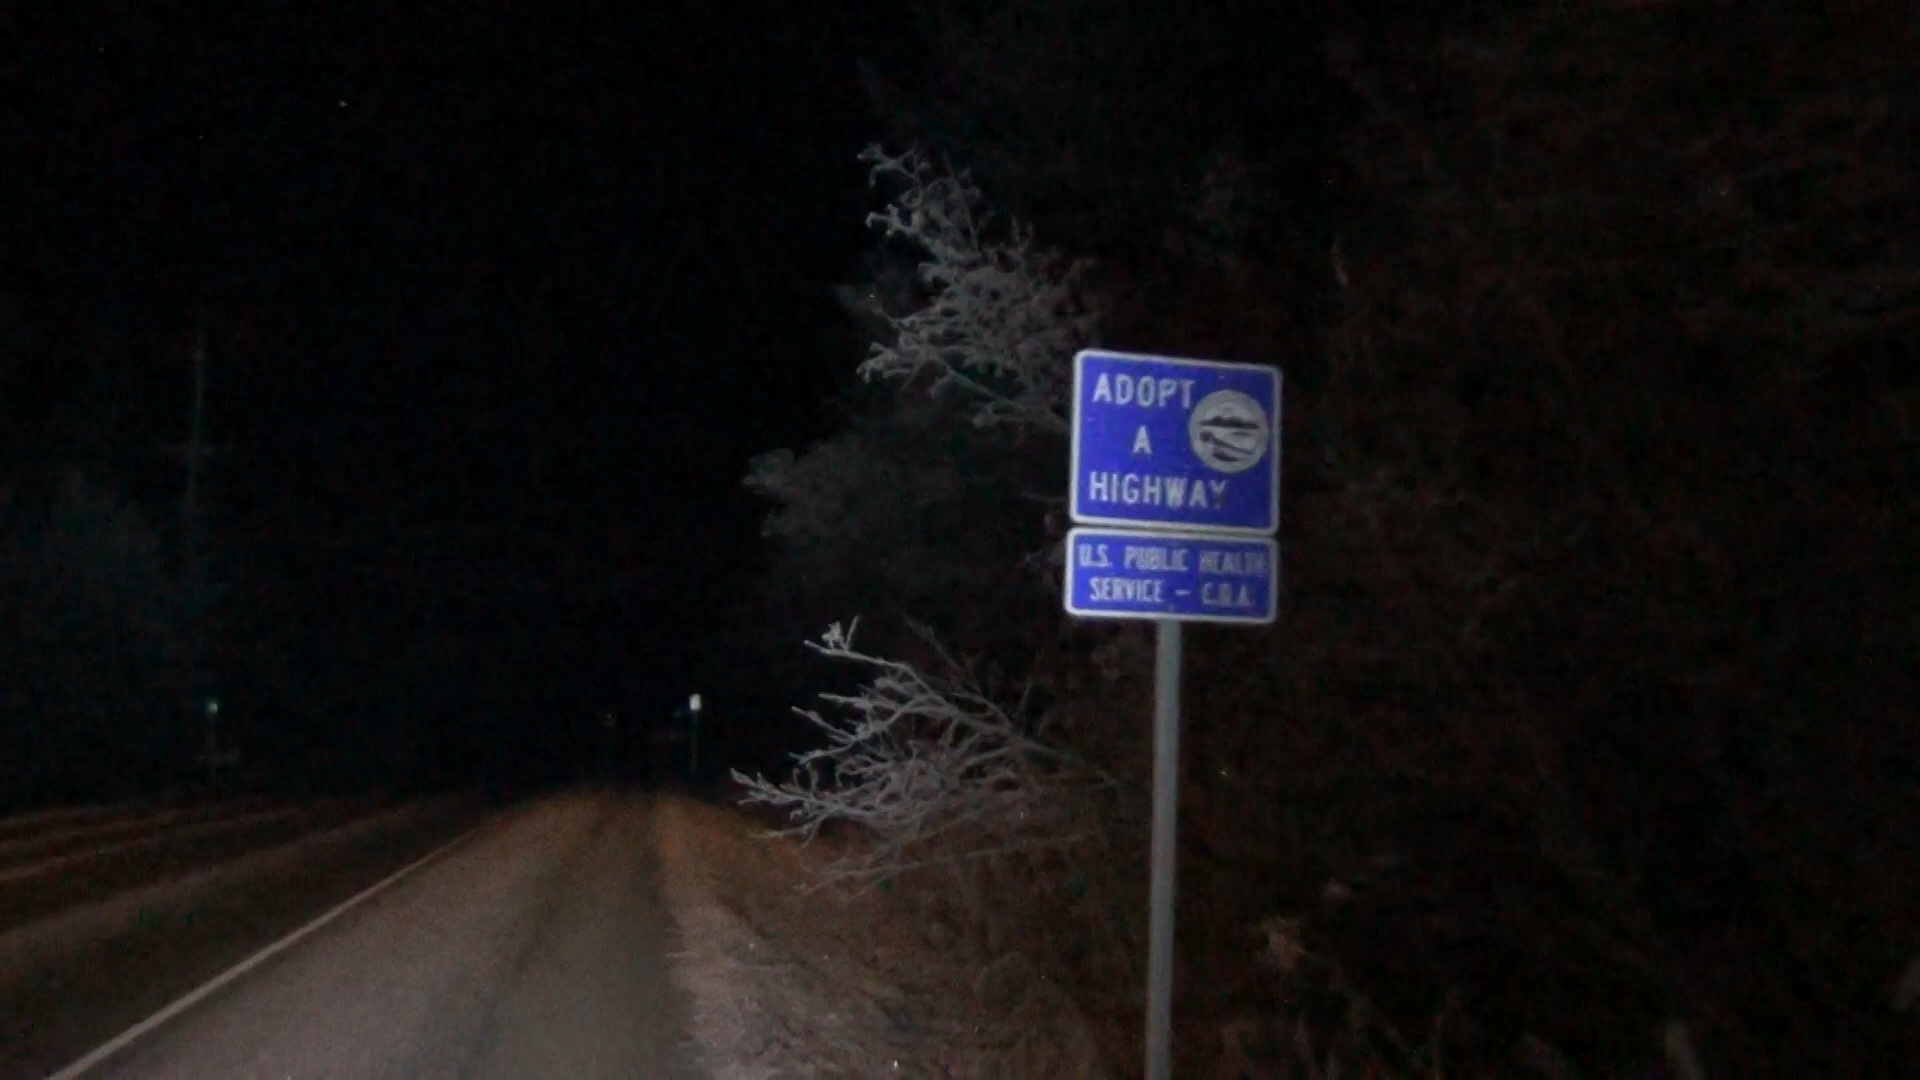 ADOPT
A
HIGHWAY
U.S. PUBLIC HEALTH
SERVICE - C.O.A.